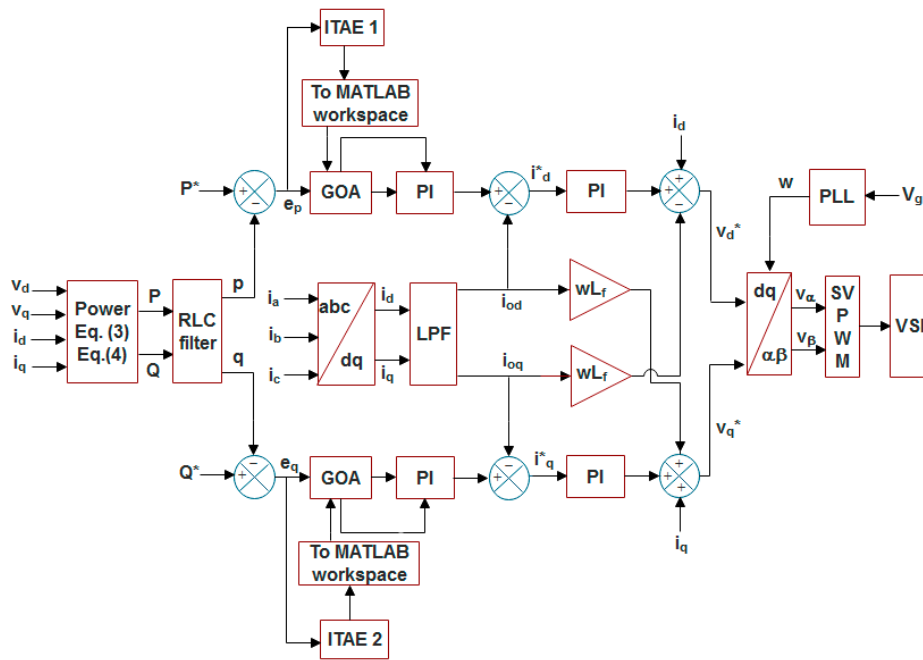 ITAE 1
To MATLAB
workspace
P*
+
−
e_p
GOA
PI
+
−
i*_d
PI
i_d
+
+
−
v_d*
w
PLL
V_g
v_d
v_q
i_d
i_q
Power
Eq. (3)
Eq.(4)
P
Q
RLC
filter
p
q
i_a
i_b
i_c
abc
dq
i_d
i_q
LPF
i_od
i_oq
wL_f
wL_f
dq
αβ
v_α
v_β
SV
P
W
M
VSI
v_q*
Q*
−
+
e_q
GOA
PI
−
+
i*_q
PI
+
+
+
i_q
To MATLAB
workspace
ITAE 2